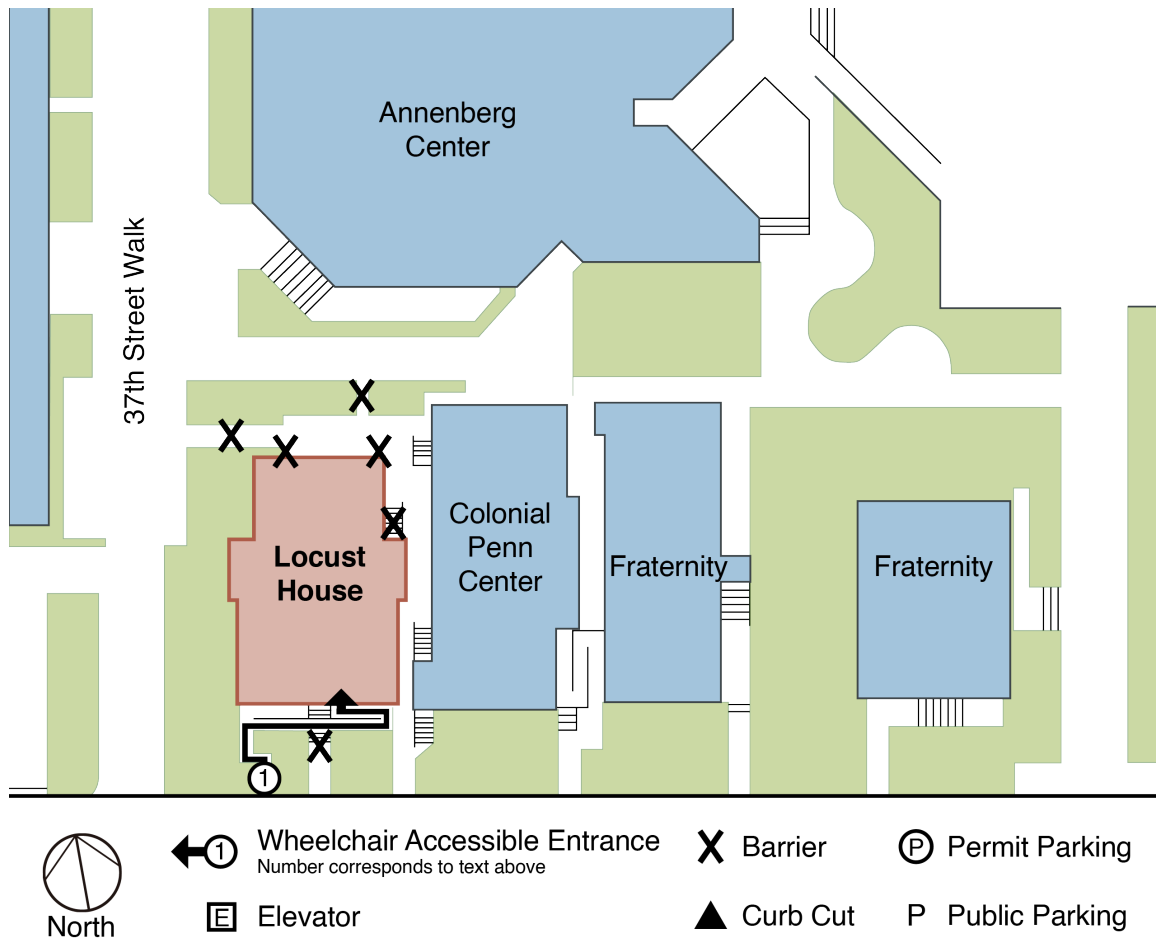 Annenberg
Center
37th Street Walk
Locust
House
Colonial
Penn
Center
Fraternity
Fraternity
1
1
Wheelchair Accessible Entrance
Number corresponds to text above
Barrier
P
Permit Parking
North
E
Elevator
Curb Cut
P
Public Parking